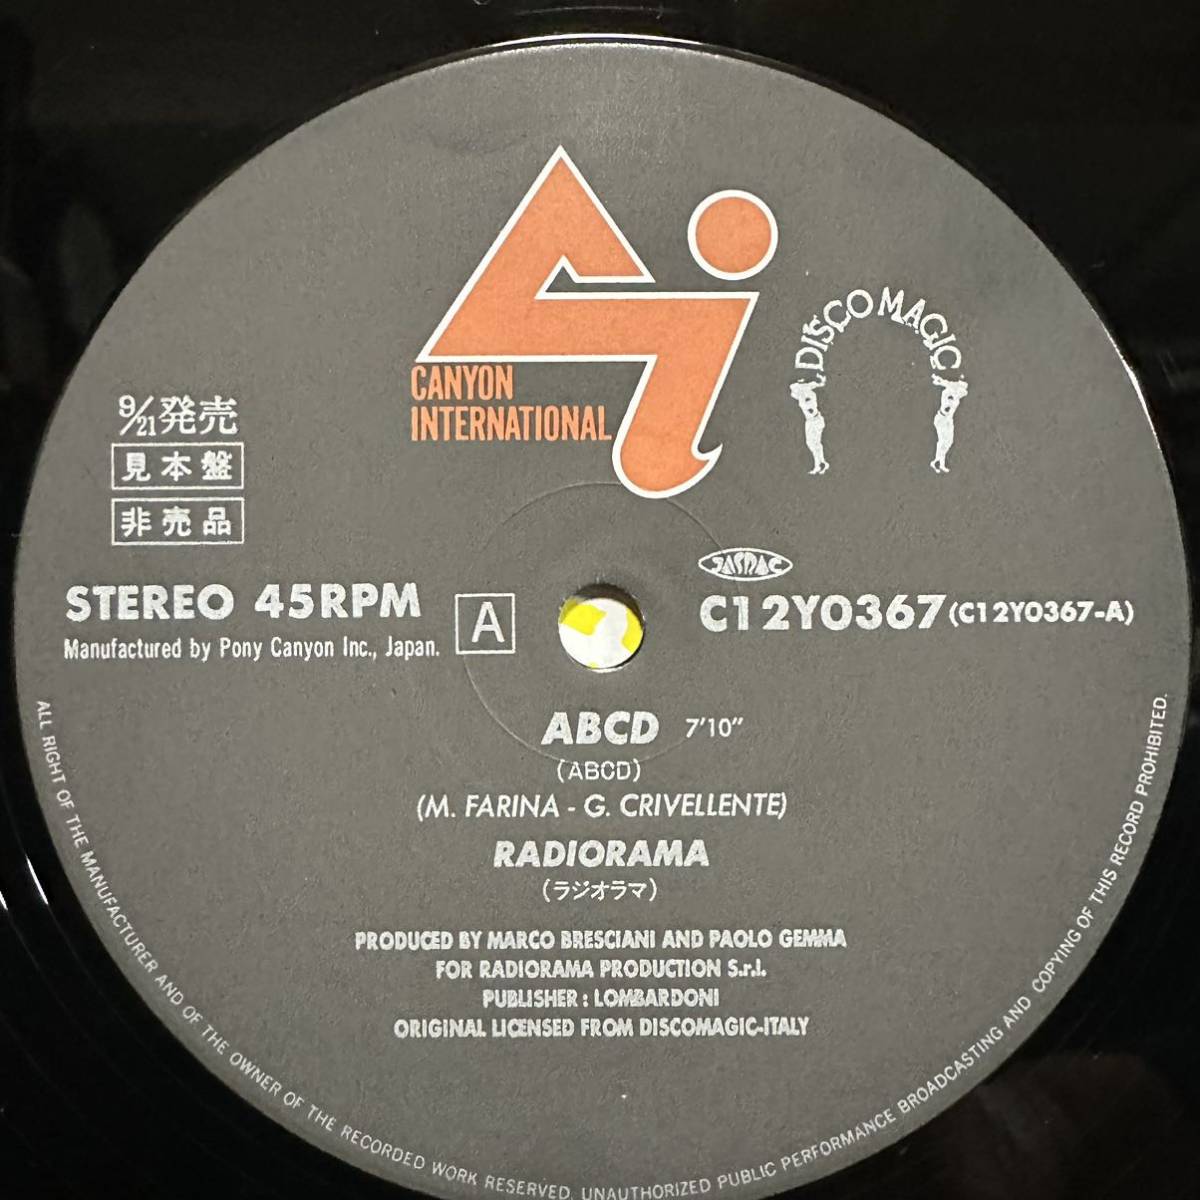 DISCOMAGIC
CANYON
INTERNATIONAL
9/21発売
見本盤
非売品
JASRAC
STEREO 45RPM
A
C12Y0367(C12Y0367-A)
Manufactured by Pony Canyon Inc., Japan.
ABCD 7'10"
(ABCD)
(M. FARINA - G. CRIVELLENTE)
RADIORAMA
(ラジオラマ)
PRODUCED BY MARCO BRESCIANI AND PAOLO GEMMA
FOR RADIORAMA PRODUCTION S.r.l.
PUBLISHER : LOMBARDONI
ORIGINAL LICENSED FROM DISCOMAGIC-ITALY
ALL RIGHT OF THE MANUFACTURER AND OF THE OWNER OF THE RECORDED WORK RESERVED. UNAUTHORIZED PUBLIC PERFORMANCE BROADCASTING AND COPYING OF THIS RECORD PROHIBITED.